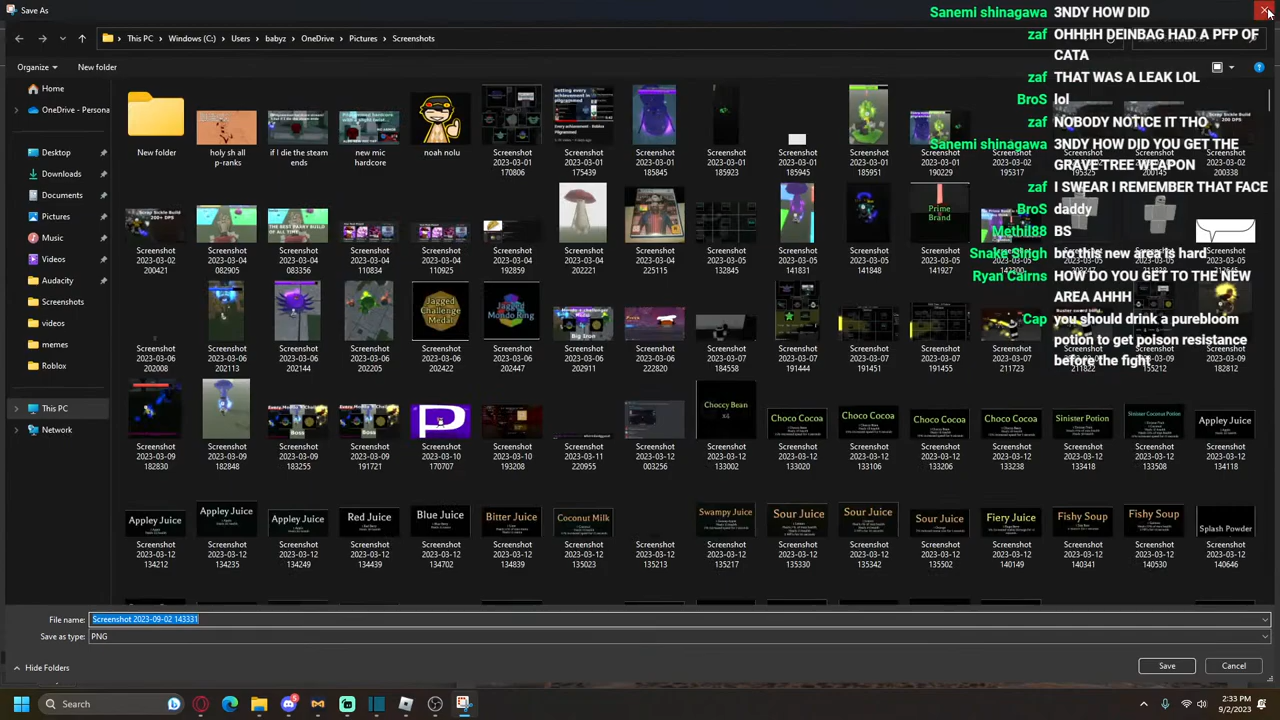 Save As
This PC > Windows (C:) > Users > babyz > OneDrive > Pictures > Screenshots
Organize
New folder
Home
OneDrive - Persona
Desktop
Downloads
Documents
Pictures
Music
Videos
Audacity
Screenshots
videos
memes
Roblox
This PC
Network
Sanemi shinagawa 3NDY HOW DID
zaf OHHHH DEINBAG HAD A PFP OF
CATA
zaf THAT WAS A LEAK LOL
BroS lol
zaf NOBODY NOTICE IT THO
Sanemi shinagawa 3NDY HOW DID YOU GET THE
GRAVE TREE WEAPON
zaf I SWEAR I REMEMBER THAT FACE
BroS daddy
Methil88 BS
Snake Singh bro this new area is hard
Ryan Cairns HOW DO YOU GET TO THE NEW
AREA AHHH
Cap you should drink a purebloom
potion to get poison resistance
before the fight
New folder
holy sh all
p-ranks
if I die the steam
ends
new mic
hardcore
noah nolu
Screenshot
2023-03-01
170806
Screenshot
2023-03-01
175439
Screenshot
2023-03-01
185845
Screenshot
2023-03-01
185923
Screenshot
2023-03-01
185945
Screenshot
2023-03-01
185951
Screenshot
2023-03-01
190229
Screenshot
2023-03-02
195317
Screenshot
2023-03-02
200421
Screenshot
2023-03-04
082905
Screenshot
2023-03-04
083356
Screenshot
2023-03-04
110834
Screenshot
2023-03-04
110925
Screenshot
2023-03-04
192859
Screenshot
2023-03-04
202221
Screenshot
2023-03-04
225115
Screenshot
2023-03-05
132845
Screenshot
2023-03-05
141831
Screenshot
2023-03-05
141848
Prime
Brand
Screenshot
2023-03-05
141927
Screenshot
2023-03-06
202008
Screenshot
2023-03-06
202113
Screenshot
2023-03-06
202144
Screenshot
2023-03-06
202205
Jagged
Challenge
Medal
Screenshot
2023-03-06
202422
Jagged
Mondo Ring
Screenshot
2023-03-06
202447
Big Iron
Screenshot
2023-03-06
202911
Screenshot
2023-03-06
222820
Screenshot
2023-03-07
184558
Screenshot
2023-03-07
191444
Screenshot
2023-03-07
191451
Screenshot
2023-03-07
191455
Screenshot
2023-03-07
211723
Screenshot
2023-03-09
182812
Screenshot
2023-03-09
182830
Screenshot
2023-03-09
182848
Boss
Screenshot
2023-03-09
183255
Boss
Screenshot
2023-03-09
191721
P
Screenshot
2023-03-10
170707
Screenshot
2023-03-10
193208
Screenshot
2023-03-11
220955
Screenshot
2023-03-12
003256
Choccy Bean
X4
Screenshot
2023-03-12
133002
Choco Cocoa
Screenshot
2023-03-12
133020
Choco Cocoa
Screenshot
2023-03-12
133106
Choco Cocoa
Screenshot
2023-03-12
133206
Choco Cocoa
Screenshot
2023-03-12
133238
Sinister Potion
Screenshot
2023-03-12
133418
Sinister Coconut Potion
Screenshot
2023-03-12
133508
Appley Juice
Screenshot
2023-03-12
134118
Appley Juice
Screenshot
2023-03-12
134212
Appley Juice
Screenshot
2023-03-12
134235
Appley Juice
Screenshot
2023-03-12
134249
Red Juice
Screenshot
2023-03-12
134439
Blue Juice
Screenshot
2023-03-12
134702
Bitter Juice
Screenshot
2023-03-12
134839
Coconut Milk
Screenshot
2023-03-12
135023
Screenshot
2023-03-12
135213
Swampy Juice
Screenshot
2023-03-12
135217
Sour Juice
Screenshot
2023-03-12
135234
Sour Juice
Screenshot
2023-03-12
135342
Sour Juice
Screenshot
2023-03-12
135502
Fiery Juice
Screenshot
2023-03-12
140149
Fishy Soup
Screenshot
2023-03-12
140341
Fishy Soup
Screenshot
2023-03-12
140530
Splash Powder
Screenshot
2023-03-12
140646
File name: Screenshot 2023-09-02 143331
Save as type: PNG
Hide Folders
Save
Cancel
Search
5
2:33 PM
9/2/2023